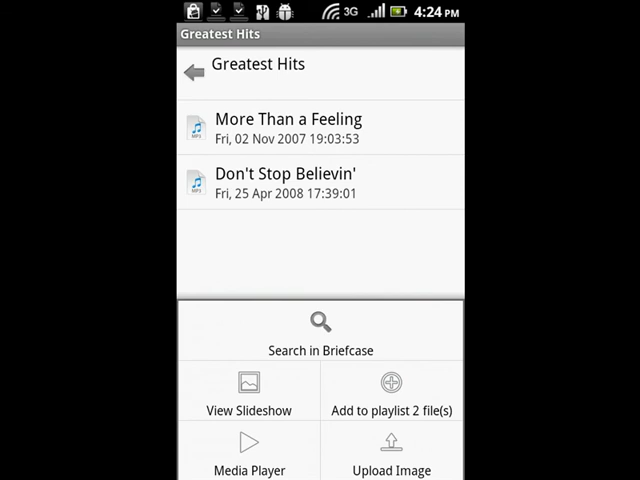 3G 4:24 PM
Greatest Hits
Greatest Hits
More Than a Feeling
Fri, 02 Nov 2007 19:03:53
MP3
Don't Stop Believin'
Fri, 25 Apr 2008 17:39:01
MP3
Search in Briefcase
View Slideshow
Add to playlist 2 file(s)
Media Player
Upload Image